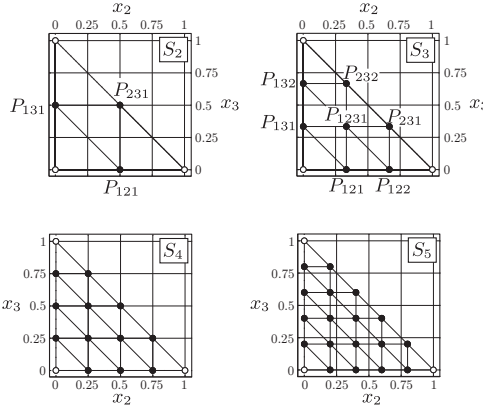 x₂ x₂
0 0.25 0.5 0.75 1 0 0.25 0.5 0.75 1
S₂ 1 S₃ 1
0.75 P₁₃₂ P₂₃₂ 0.75
P₁₃₁ P₂₃₁ 0.5 x₃ 0.5
P₁₃₁ P₁₂₃₁ P₂₃₁
0.25 0.25
0 0
P₁₂₁ P₁₂₁ P₁₂₂
1 S₄ 1 S₅
0.75 0.75
x₃ 0.5 x₃ 0.5
0.25 0.25
0 0
0 0.25 0.5 0.75 1 0 0.25 0.5 0.75 1
x₂ x₂